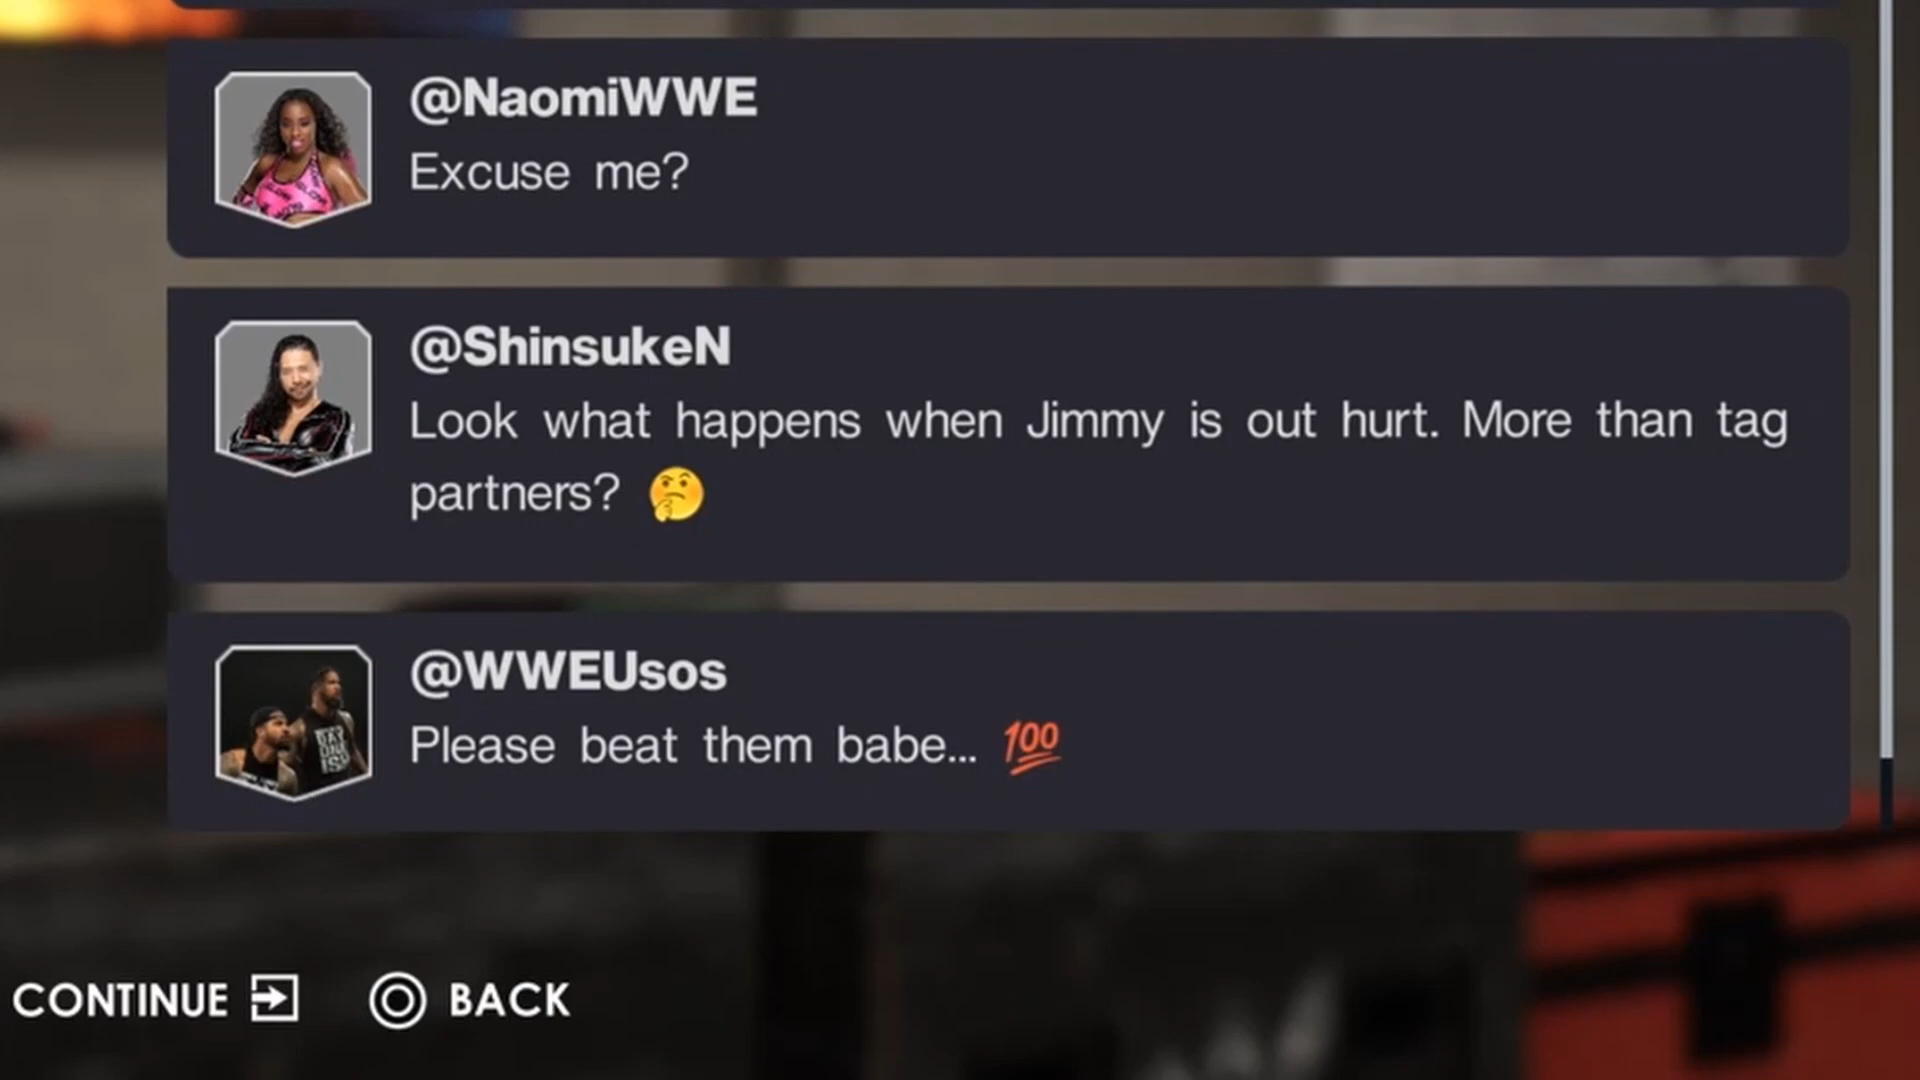 @NaomiWWE
Excuse me?
@ShinsukeN
Look what happens when Jimmy is out hurt. More than tag
partners? 🤔
@WWEUsos
Please beat them babe... 💯
CONTINUE
BACK